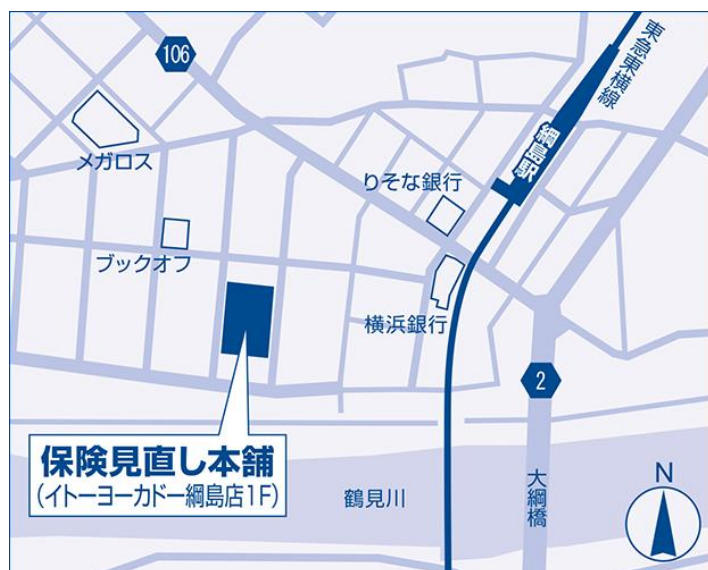 106
東急東横線
綱島駅
メガロス
りそな銀行
ブックオフ
横浜銀行
2
保険見直し本舗
(イトーヨーカドー綱島店1F)
鶴見川
大綱橋
N